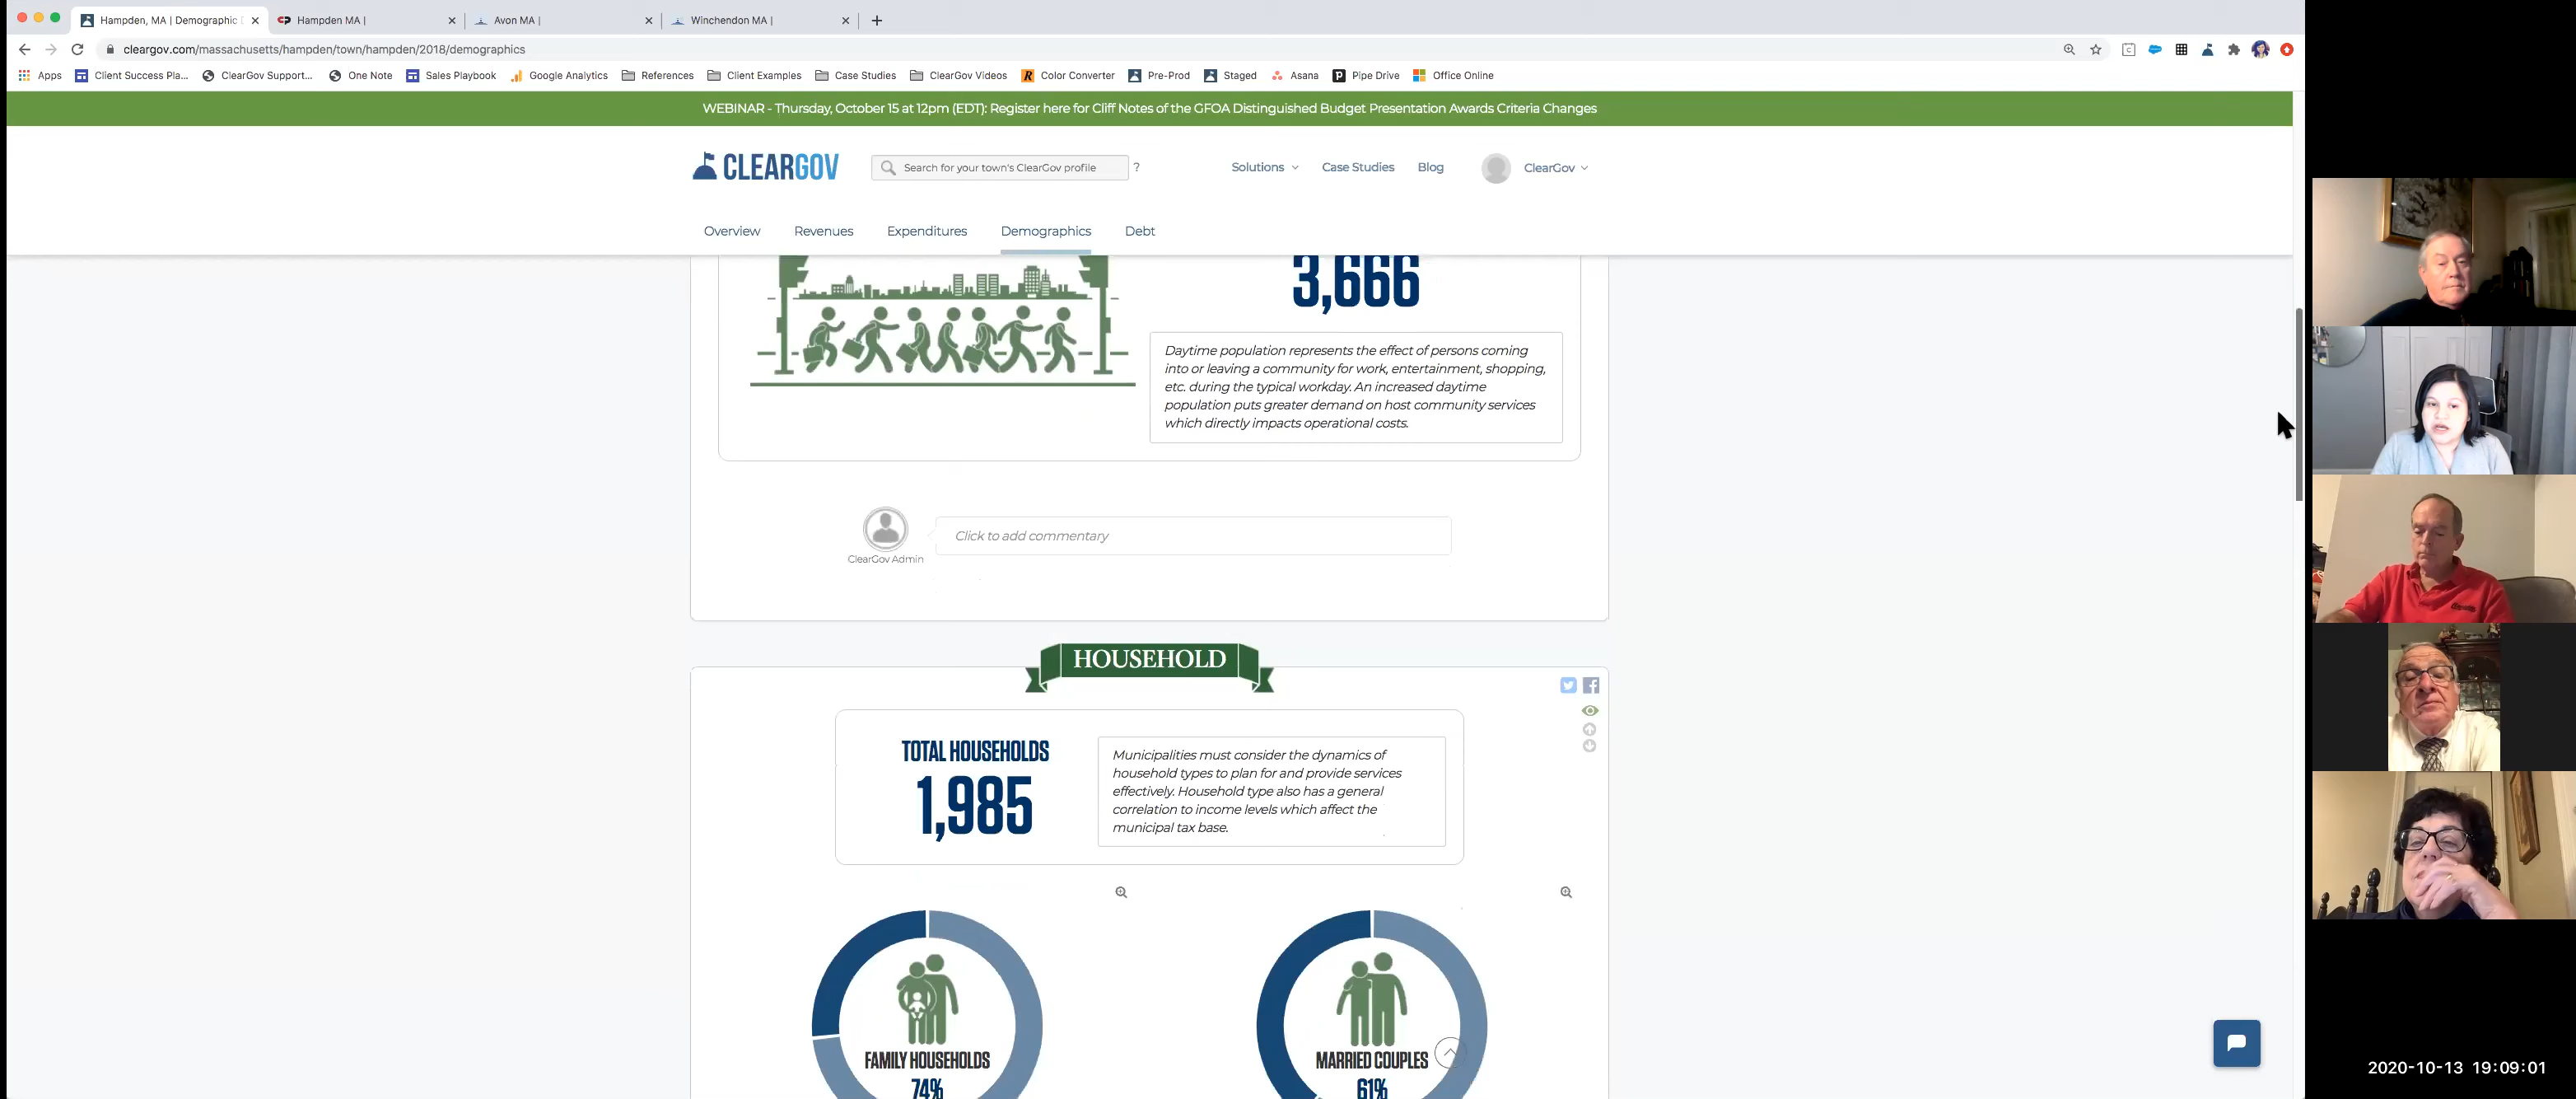 Hampden, MA | Demographic
Hampden MA |
Avon MA |
Winchendon MA |
cleargov.com/massachusetts/hampden/town/hampden/2018/demographics
Apps
Client Success Pla...
ClearGov Support...
One Note
Sales Playbook
Google Analytics
References
Client Examples
Case Studies
ClearGov Videos
Color Converter
Pre-Prod
Staged
Asana
Pipe Drive
Office Online
WEBINAR - Thursday, October 15 at 12pm (EDT): Register here for Cliff Notes of the GFOA Distinguished Budget Presentation Awards Criteria Changes
CLEARGOV
Search for your town's ClearGov profile
?
Solutions
Case Studies
Blog
ClearGov
Overview
Revenues
Expenditures
Demographics
Debt
3,666
Daytime population represents the effect of persons coming
into or leaving a community for work, entertainment, shopping,
etc. during the typical workday. An increased daytime
population puts greater demand on host community services
which directly impacts operational costs.
Click to add commentary
ClearGov Admin
HOUSEHOLD
TOTAL HOUSEHOLDS
1,985
Municipalities must consider the dynamics of
household types to plan for and provide services
effectively. Household type also has a general
correlation to income levels which affect the
municipal tax base.
FAMILY HOUSEHOLDS
74%
MARRIED COUPLES
61%
2020-10-13 19:09:01